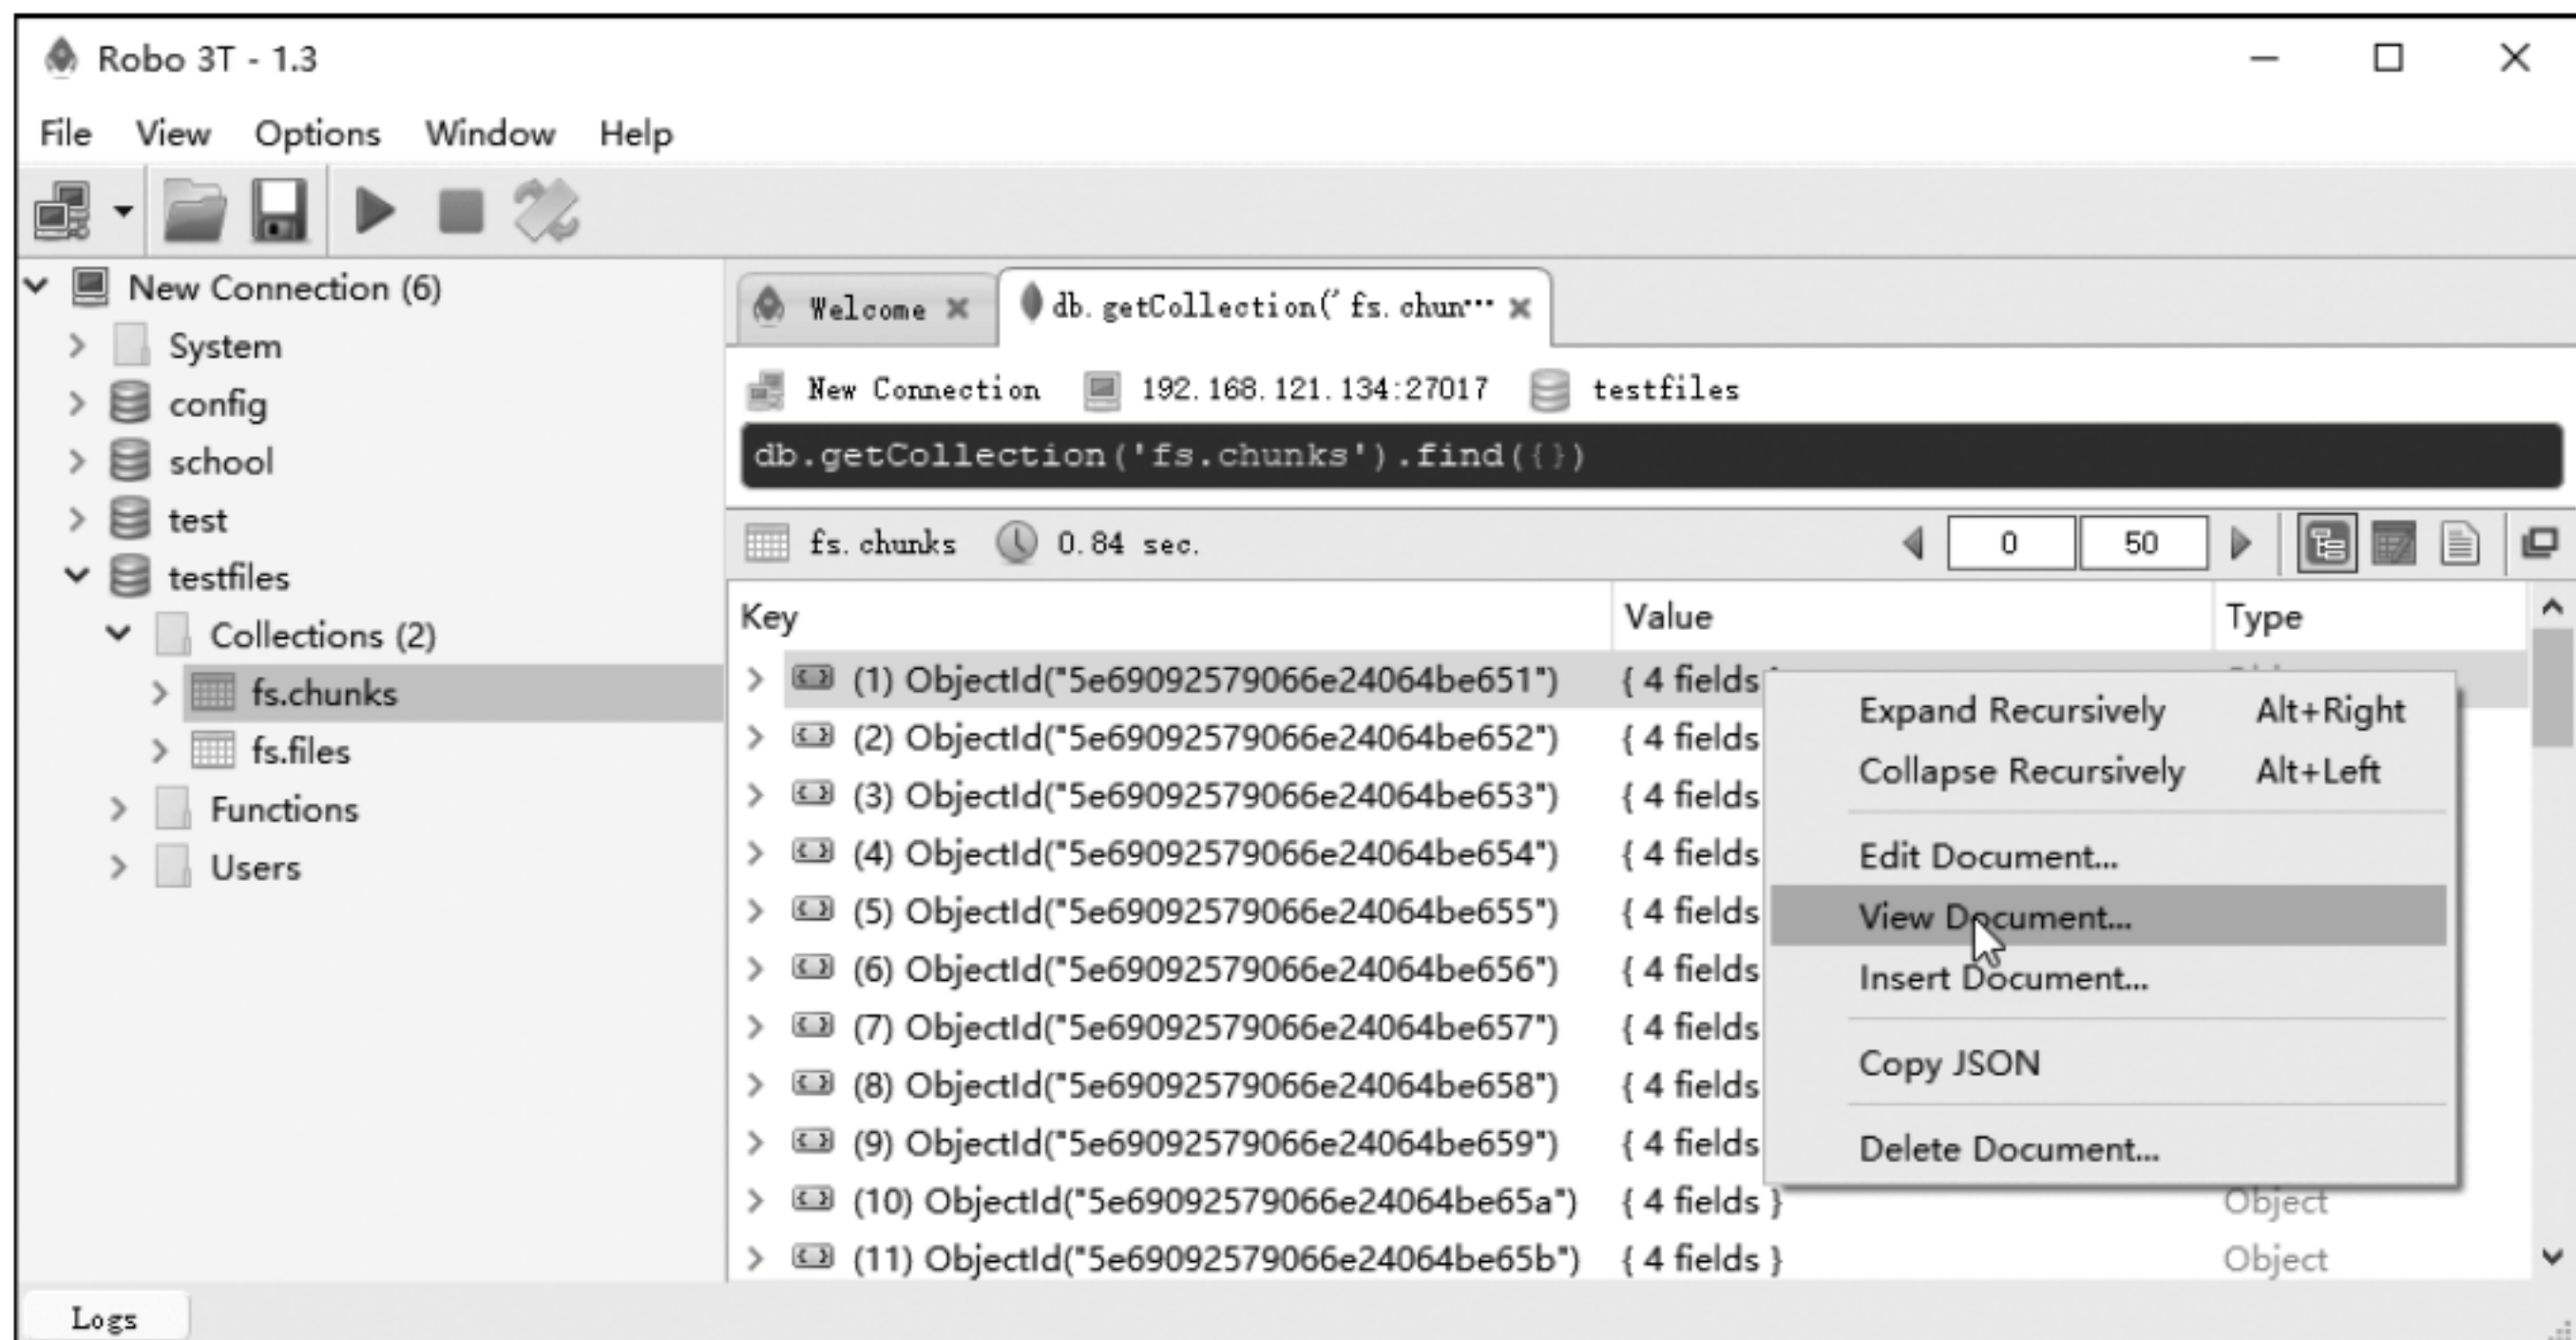 Robo 3T - 1.3
File View Options Window Help
New Connection (6)
System
config
school
test
testfiles
Collections (2)
fs.chunks
fs.files
Functions
Users
Welcome
db.getCollection('fs.chun…
New Connection 192.168.121.134:27017 testfiles
db.getCollection('fs.chunks').find({})
fs.chunks 0.84 sec. 0 50
Key Value Type
(1) ObjectId("5e69092579066e24064be651") { 4 fields
(2) ObjectId("5e69092579066e24064be652") { 4 fields
(3) ObjectId("5e69092579066e24064be653") { 4 fields
(4) ObjectId("5e69092579066e24064be654") { 4 fields
(5) ObjectId("5e69092579066e24064be655") { 4 fields
(6) ObjectId("5e69092579066e24064be656") { 4 fields
(7) ObjectId("5e69092579066e24064be657") { 4 fields
(8) ObjectId("5e69092579066e24064be658") { 4 fields
(9) ObjectId("5e69092579066e24064be659") { 4 fields
(10) ObjectId("5e69092579066e24064be65a") { 4 fields } Object
(11) ObjectId("5e69092579066e24064be65b") { 4 fields } Object
Expand Recursively Alt+Right
Collapse Recursively Alt+Left
Edit Document...
View Document...
Insert Document...
Copy JSON
Delete Document...
Logs